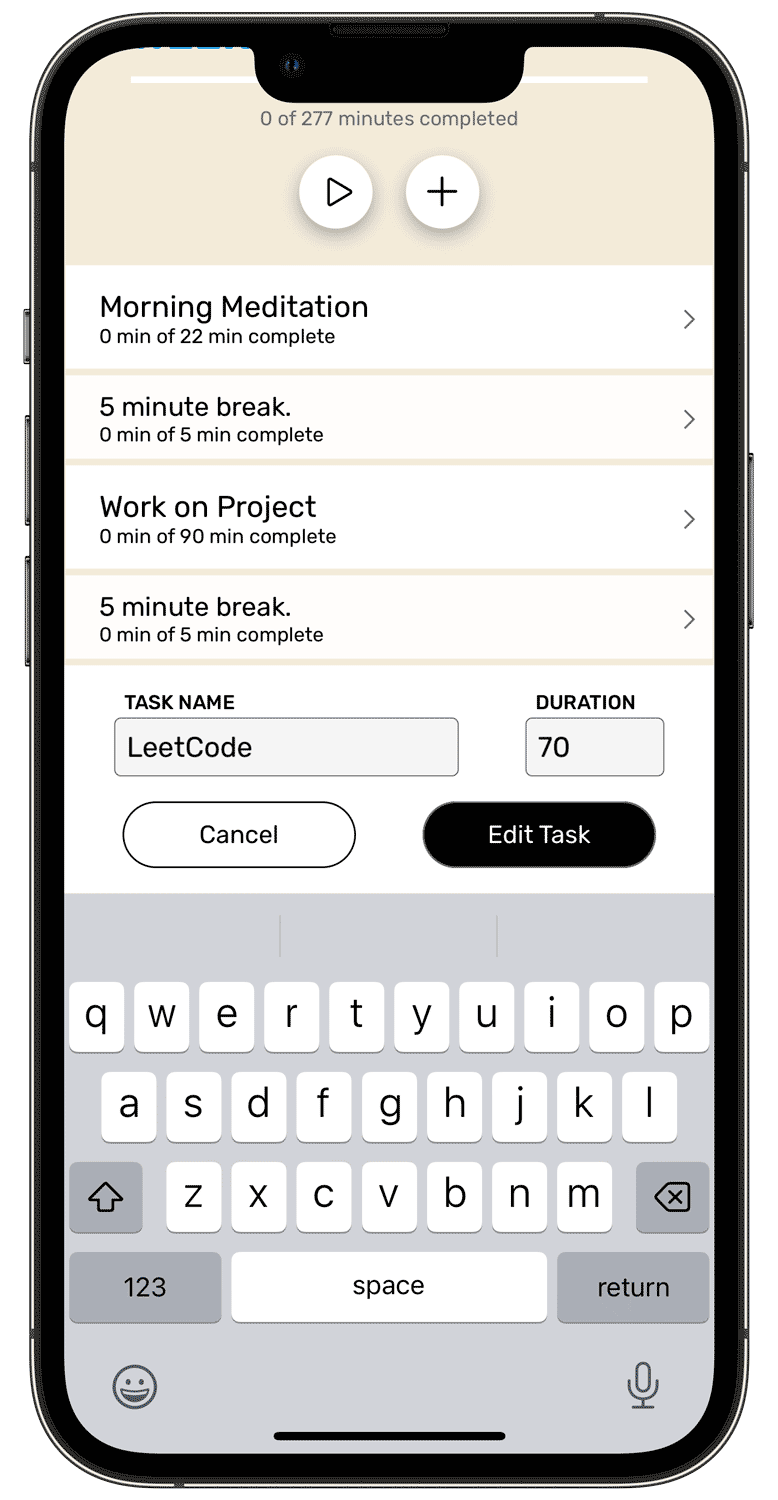 0 of 277 minutes completed
Morning Meditation
0 min of 22 min complete
5 minute break.
0 min of 5 min complete
Work on Project
0 min of 90 min complete
5 minute break.
0 min of 5 min complete
TASK NAME DURATION
LeetCode 70
Cancel Edit Task
q w e r t y u i o p
a s d f g h j k l
z x c v b n m
123 space return